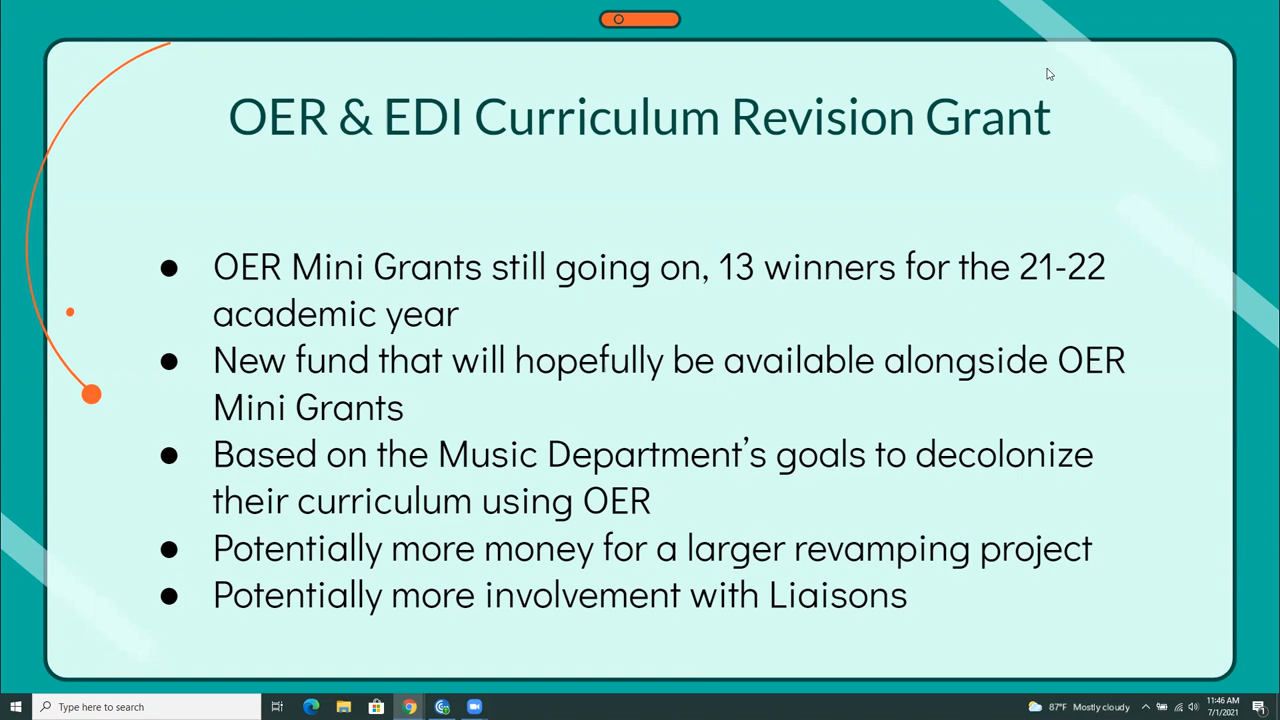 OER & EDI Curriculum Revision Grant
● OER Mini Grants still going on, 13 winners for the 21-22
academic year
● New fund that will hopefully be available alongside OER
Mini Grants
● Based on the Music Department's goals to decolonize
their curriculum using OER
● Potentially more money for a larger revamping project
● Potentially more involvement with Liaisons
Type here to search
87°F Mostly cloudy
11:46 AM
7/1/2021
1